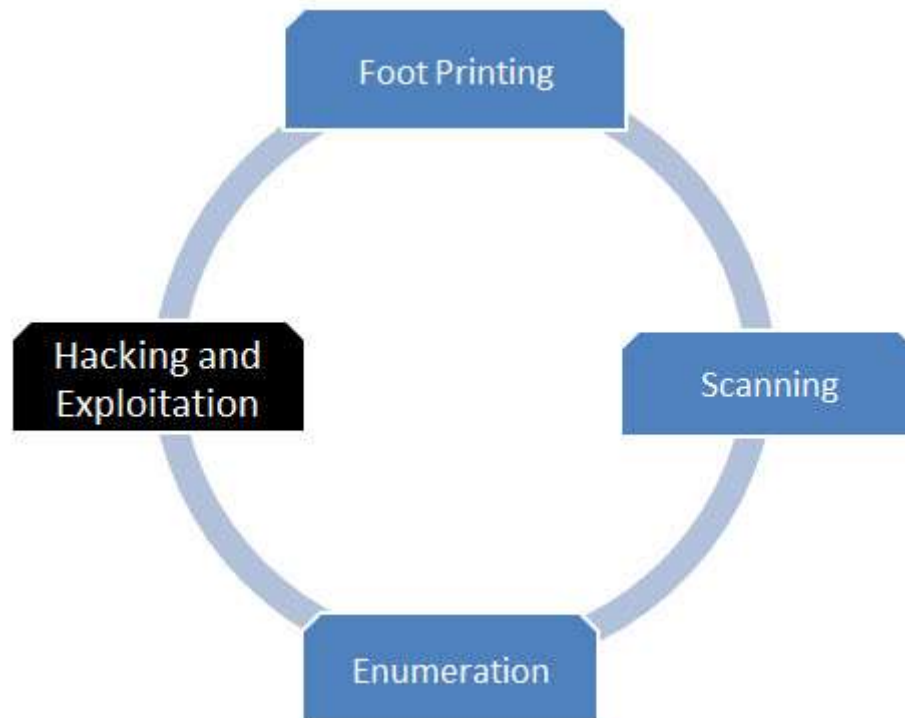 Foot Printing
Scanning
Enumeration
Hacking and
Exploitation